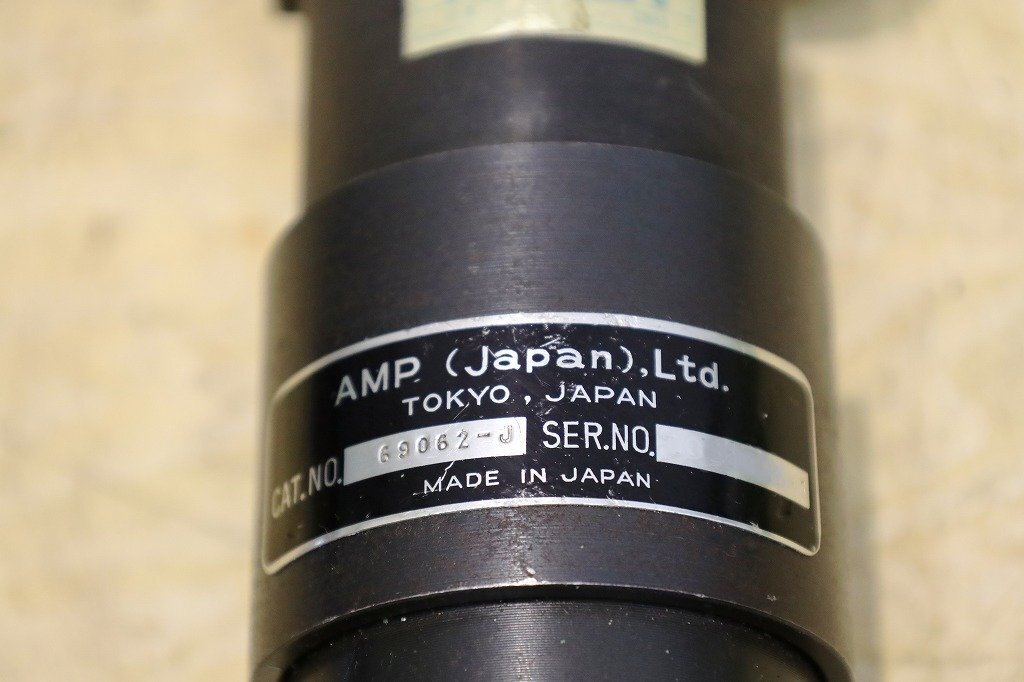 AMP (Japan), Ltd.
TOKYO, JAPAN
CAT. NO. 69062-J SER. NO.
MADE IN JAPAN